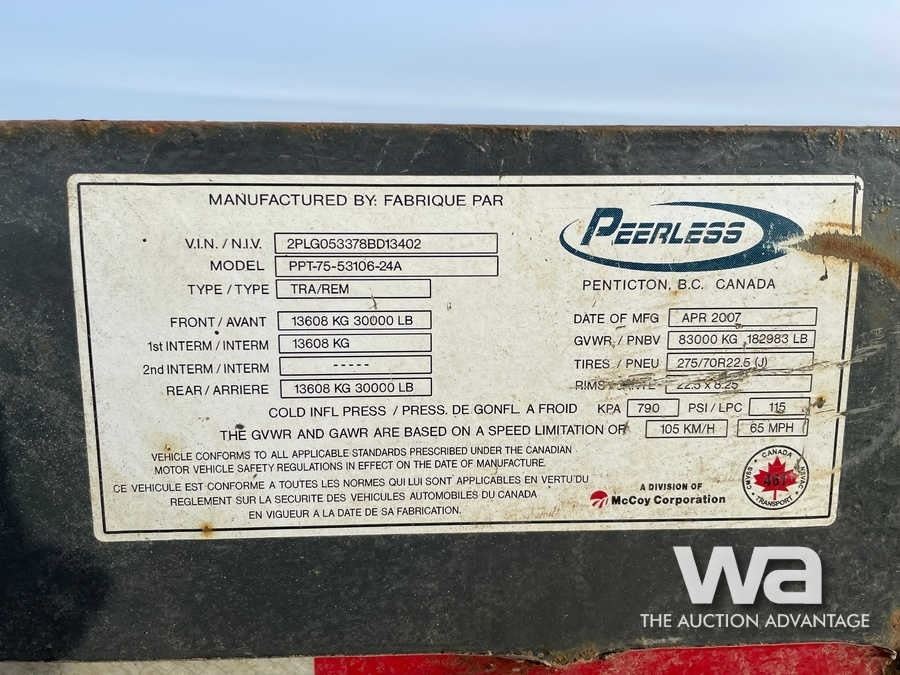 MANUFACTURED BY: FABRIQUE PAR
PEERLESS
PENTICTON, B.C. CANADA
V.I.N. / N.I.V. 2PLG053378BD13402
MODEL PPT-75-53106-24A
TYPE / TYPE TRA/REM
DATE OF MFG APR 2007
FRONT / AVANT 13608 KG 30000 LB
GVWR / PNBV 83000 KG 182983 LB
1st INTERM / INTERM 13608 KG
TIRES / PNEU 275/70R22.5 (J)
2nd INTERM / INTERM -----
RIMS 22.5 x 8.25
REAR / ARRIERE 13608 KG 30000 LB
COLD INFL PRESS / PRESS. DE GONFL. A FROID KPA 790 PSI / LPC 115
THE GVWR AND GAWR ARE BASED ON A SPEED LIMITATION OF 105 KM/H 65 MPH
VEHICLE CONFORMS TO ALL APPLICABLE STANDARDS PRESCRIBED UNDER THE CANADIAN
MOTOR VEHICLE SAFETY REGULATIONS IN EFFECT ON THE DATE OF MANUFACTURE.
CE VEHICULE EST CONFORME A TOUTES LES NORMES QUI LUI SONT APPLICABLES EN VERTU DU
REGLEMENT SUR LA SECURITE DES VEHICULES AUTOMOBILES DU CANADA
EN VIGUEUR A LA DATE DE SA FABRICATION.
A DIVISION OF
McCoy Corporation
CANADA
CMVSS NSVAC
461
TRANSPORT
wa
THE AUCTION ADVANTAGE